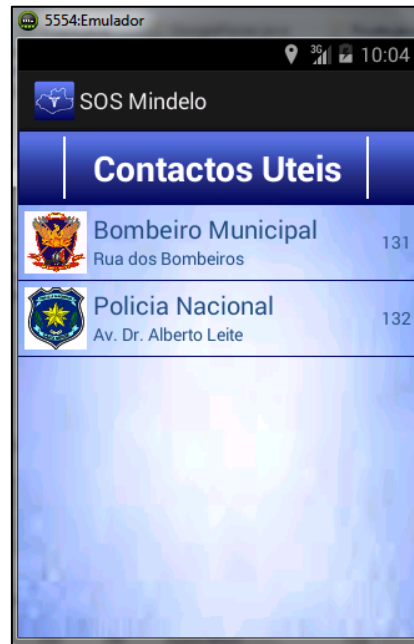 5554:Emulador
3G 10:04
SOS Mindelo
Contactos Uteis
Bombeiro Municipal
131
Rua dos Bombeiros
Policia Nacional
132
Av. Dr. Alberto Leite